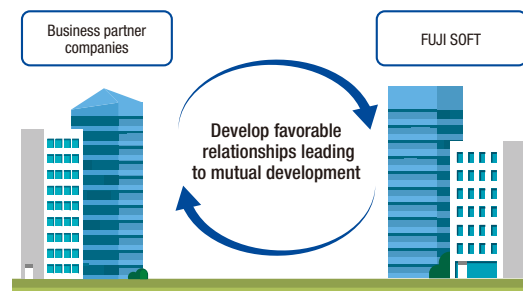 Business partner
companies
FUJI SOFT
Develop favorable
relationships leading
to mutual development